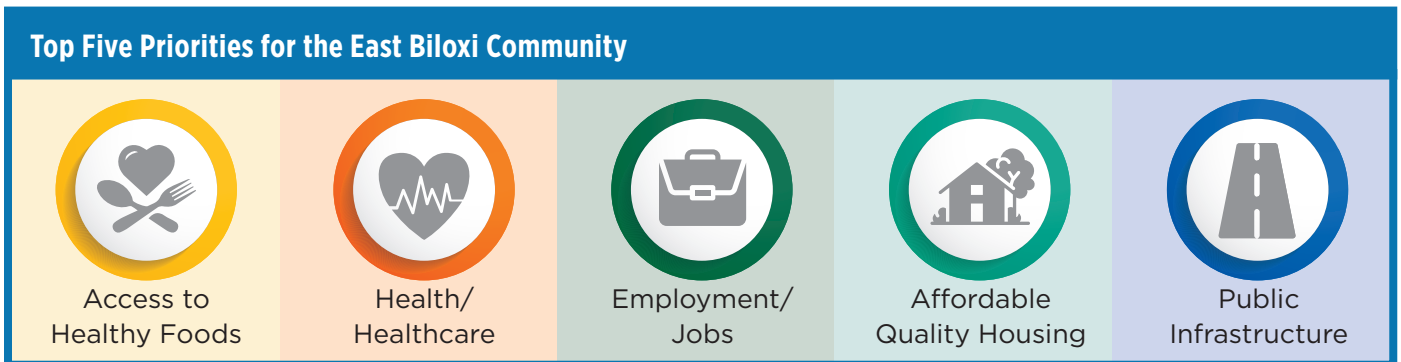 Top Five Priorities for the East Biloxi Community
Access to
Healthy Foods
Health/
Healthcare
Employment/
Jobs
Affordable
Quality Housing
Public
Infrastructure